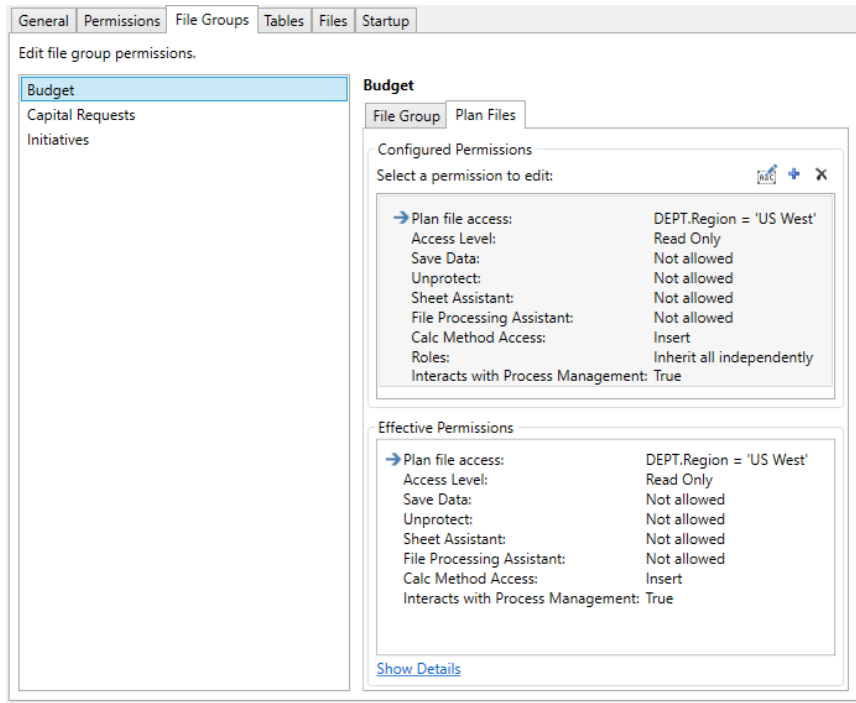 General Permissions File Groups Tables Files Startup
Edit file group permissions.
Budget
Capital Requests
Initiatives
Budget
File Group Plan Files
Configured Permissions
Select a permission to edit:
ABC
Plan file access: DEPT.Region = 'US West'
Access Level: Read Only
Save Data: Not allowed
Unprotect: Not allowed
Sheet Assistant: Not allowed
File Processing Assistant: Not allowed
Calc Method Access: Insert
Roles: Inherit all independently
Interacts with Process Management: True
Effective Permissions
Plan file access: DEPT.Region = 'US West'
Access Level: Read Only
Save Data: Not allowed
Unprotect: Not allowed
Sheet Assistant: Not allowed
File Processing Assistant: Not allowed
Calc Method Access: Insert
Interacts with Process Management: True
Show Details